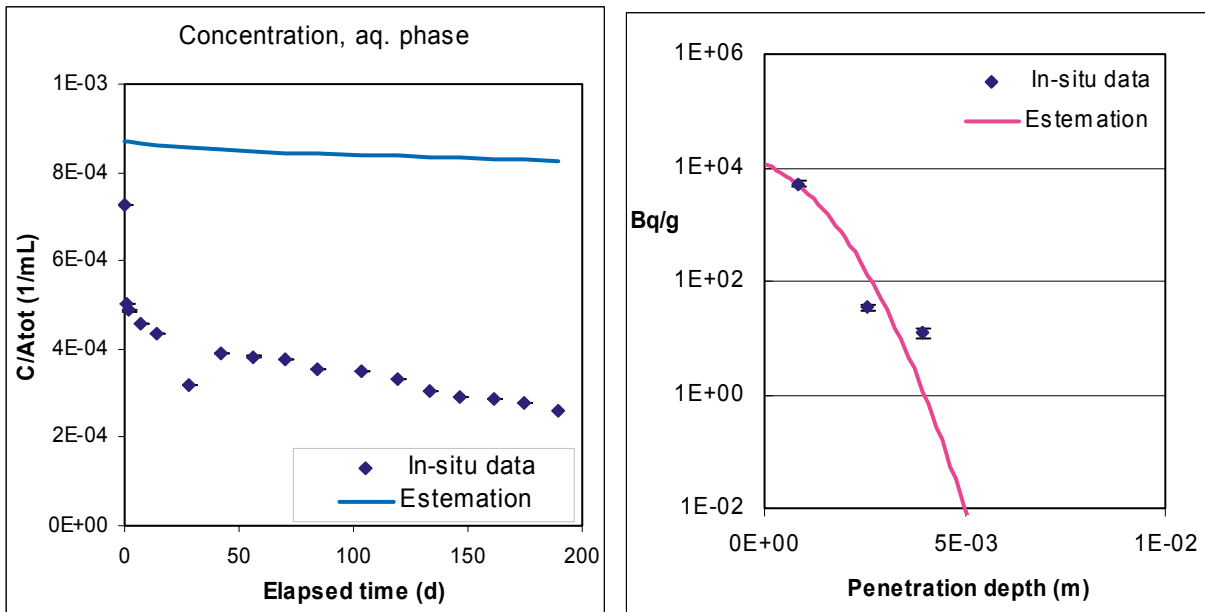 Concentration, aq. phase
1E-03
8E-04
6E-04
4E-04
2E-04
0E+00
C/Atot (1/mL)
In-situ data
Estemation
0
50
100
150
200
Elapsed time (d)
1E+06
1E+04
1E+02
1E+00
1E-02
Bq/g
In-situ data
Estemation
0E+00
5E-03
1E-02
Penetration depth (m)